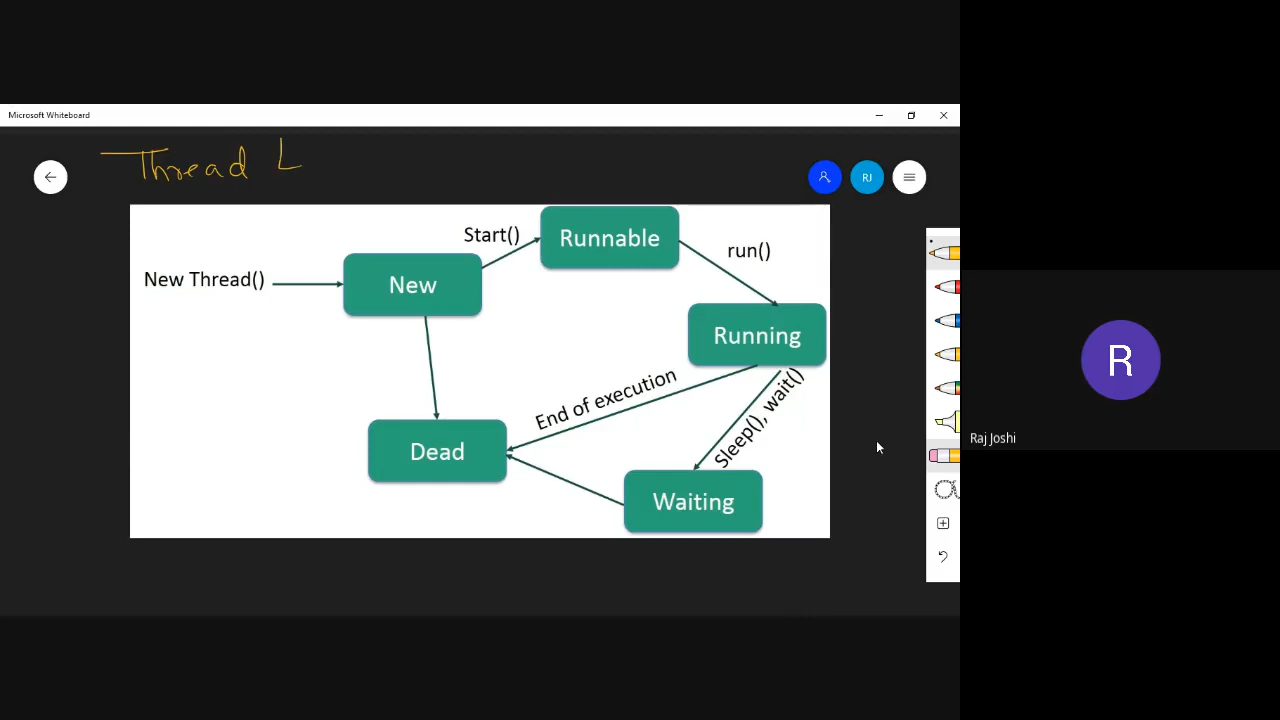 Microsoft Whiteboard
Thread L
RJ
Start()
Runnable
run()
New Thread()
New
Running
End of execution
Sleep(), wait()
Dead
Waiting
R
Raj Joshi